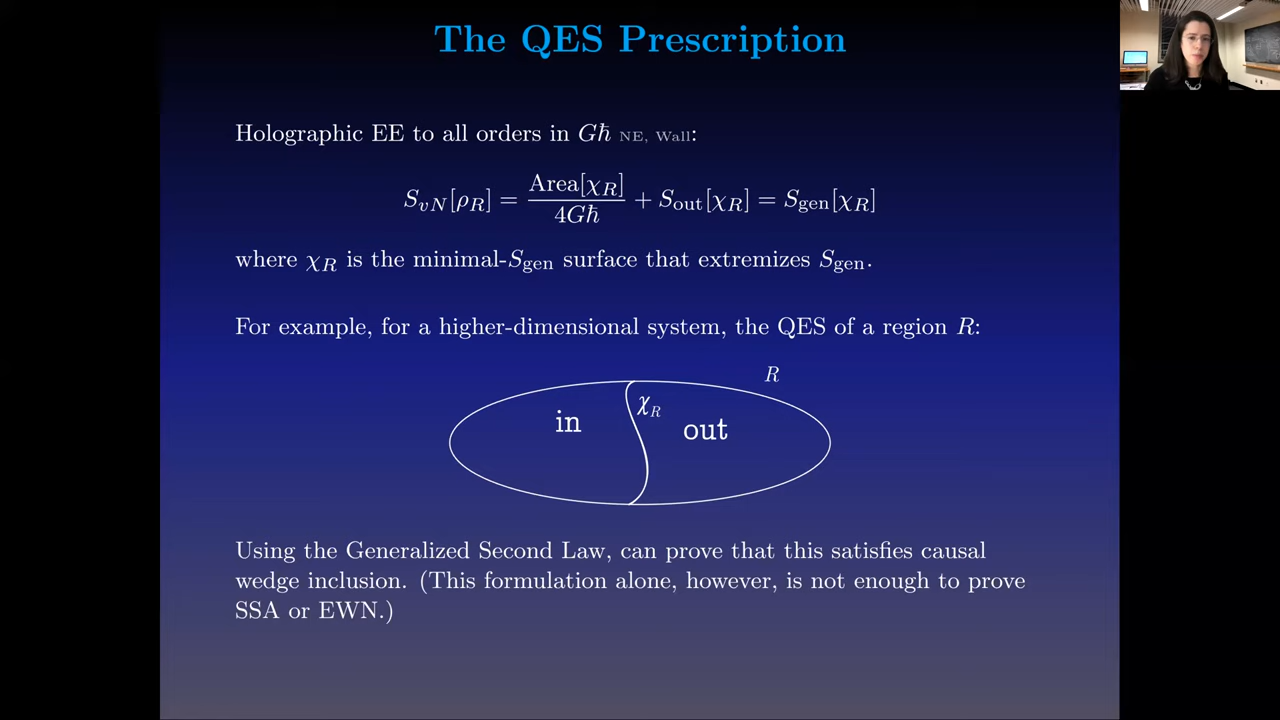 The QES Prescription
Holographic EE to all orders in Għ NE, Wall:
S_{vN}[ρ_R] = Area[χ_R]/4Għ + S_out[χ_R] = S_gen[χ_R]
where χ_R is the minimal-S_gen surface that extremizes S_gen.
For example, for a higher-dimensional system, the QES of a region R:
R
χ_R
in
out
Using the Generalized Second Law, can prove that this satisfies causal
wedge inclusion. (This formulation alone, however, is not enough to prove
SSA or EWN.)